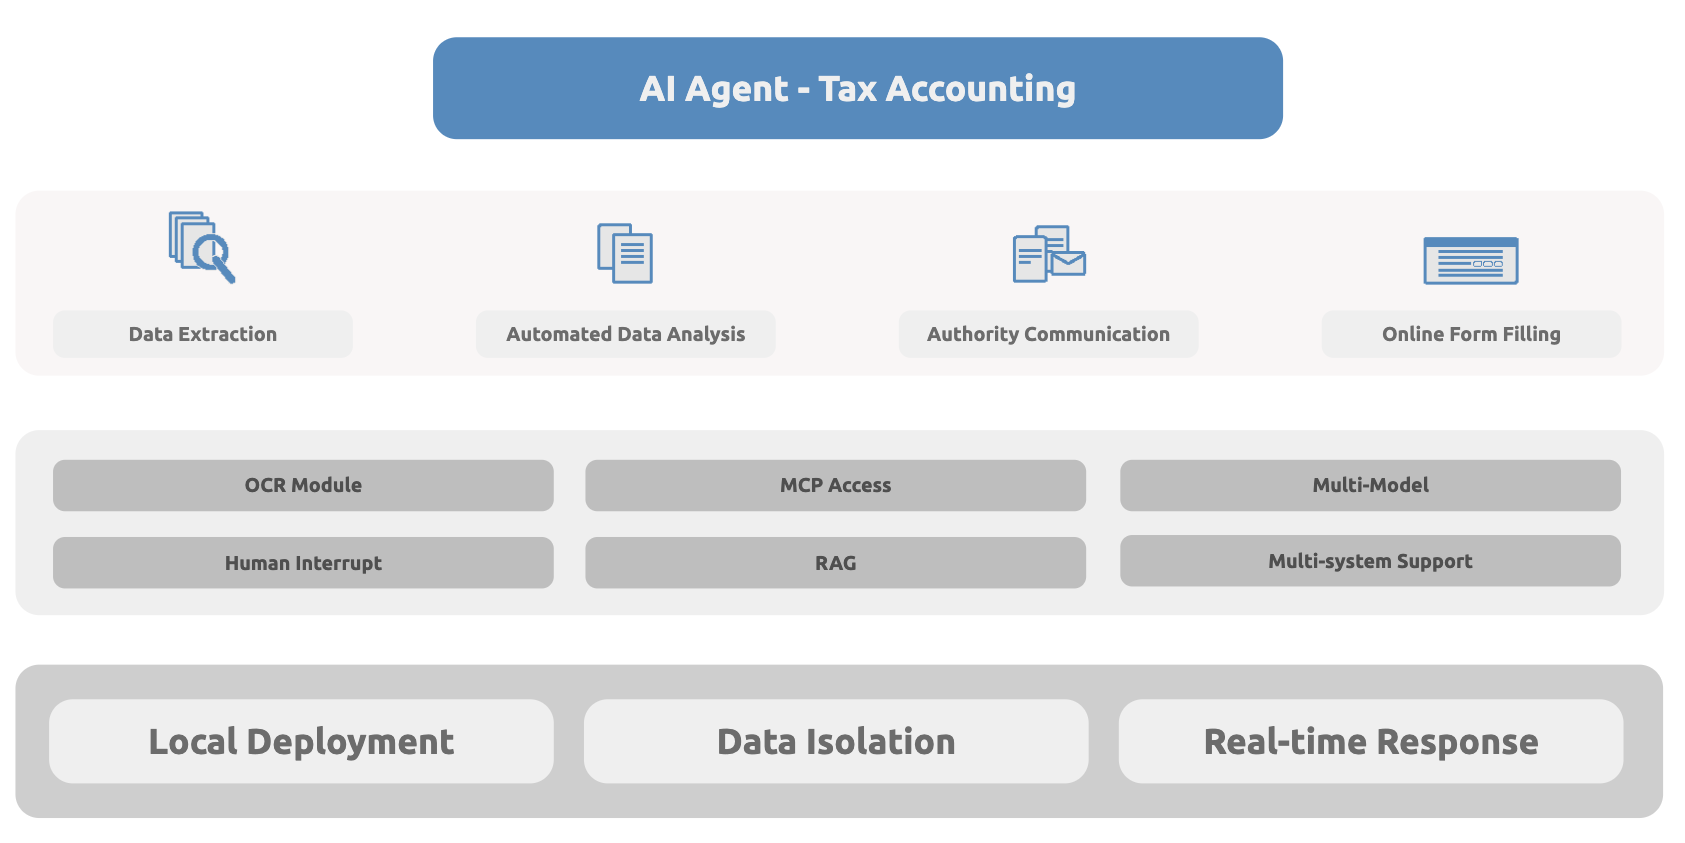 AI Agent - Tax Accounting
Data Extraction
Automated Data Analysis
Authority Communication
Online Form Filling
OCR Module
MCP Access
Multi-Model
Human Interrupt
RAG
Multi-system Support
Local Deployment
Data Isolation
Real-time Response